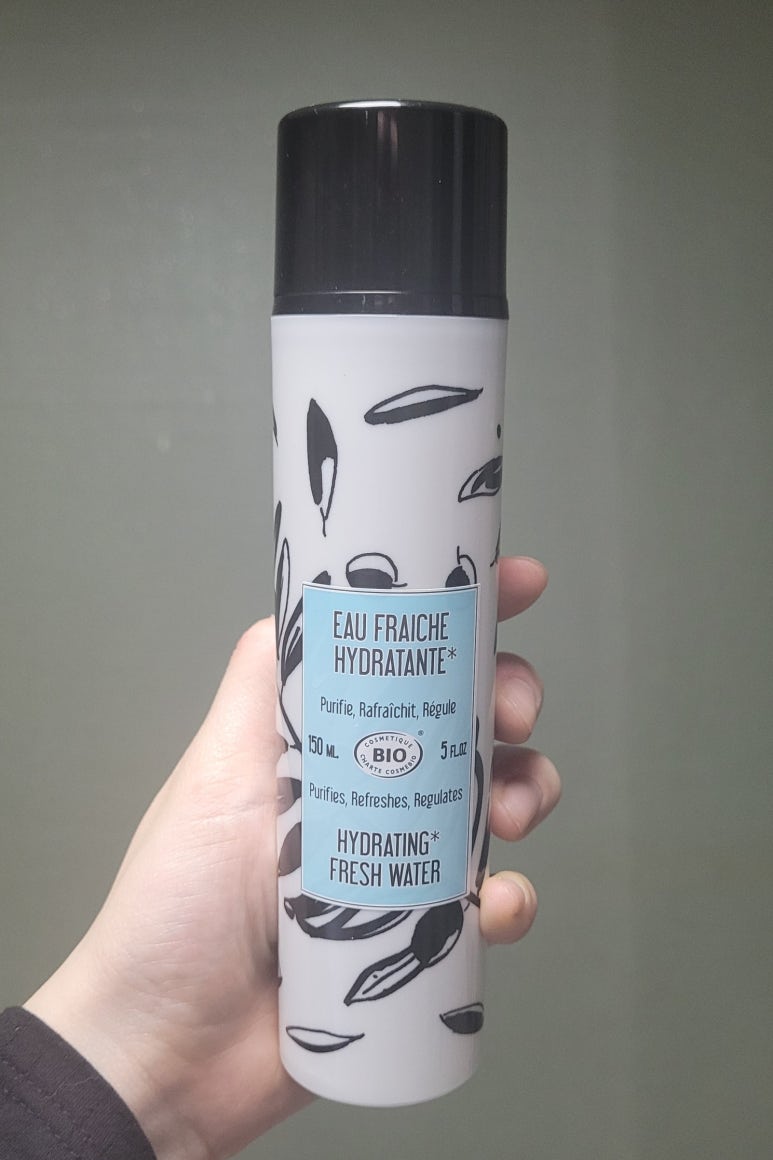 EAU FRAICHE
HYDRATANTE*
Purifie, Rafraîchit, Régule
150 ML.
COSMETIQUE ®
BIO
CHARTE COSMEBIO
5 FL.OZ
Purifies, Refreshes, Regulates
HYDRATING*
FRESH WATER